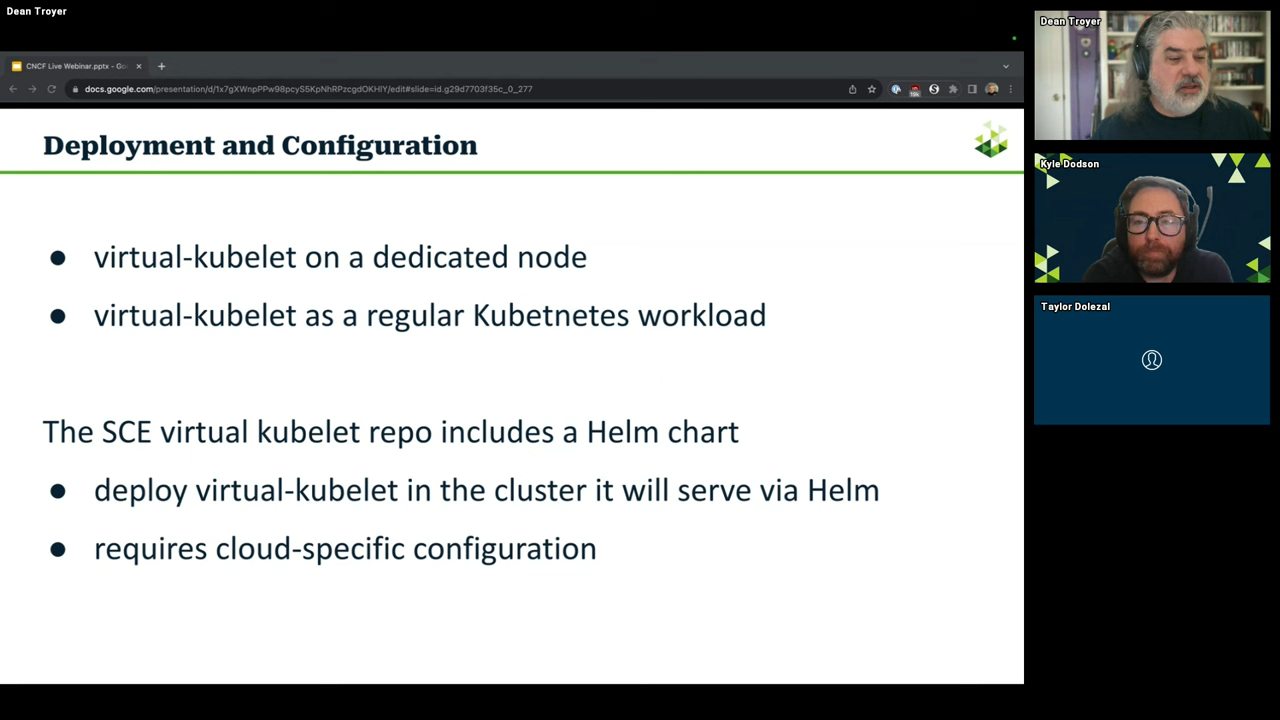 Dean Troyer
CNCF Live Webinar.pptx - Go
docs.google.com/presentation/d/1x7gXWnpPPw98pcyS5KpNhRPzcgdOKHlY/edit#slide=id.g29d7703f35c_0_277
Deployment and Configuration
● virtual-kubelet on a dedicated node
● virtual-kubelet as a regular Kubetnetes workload
The SCE virtual kubelet repo includes a Helm chart
● deploy virtual-kubelet in the cluster it will serve via Helm
● requires cloud-specific configuration
Dean Troyer
Kyle Dodson
Taylor Dolezal